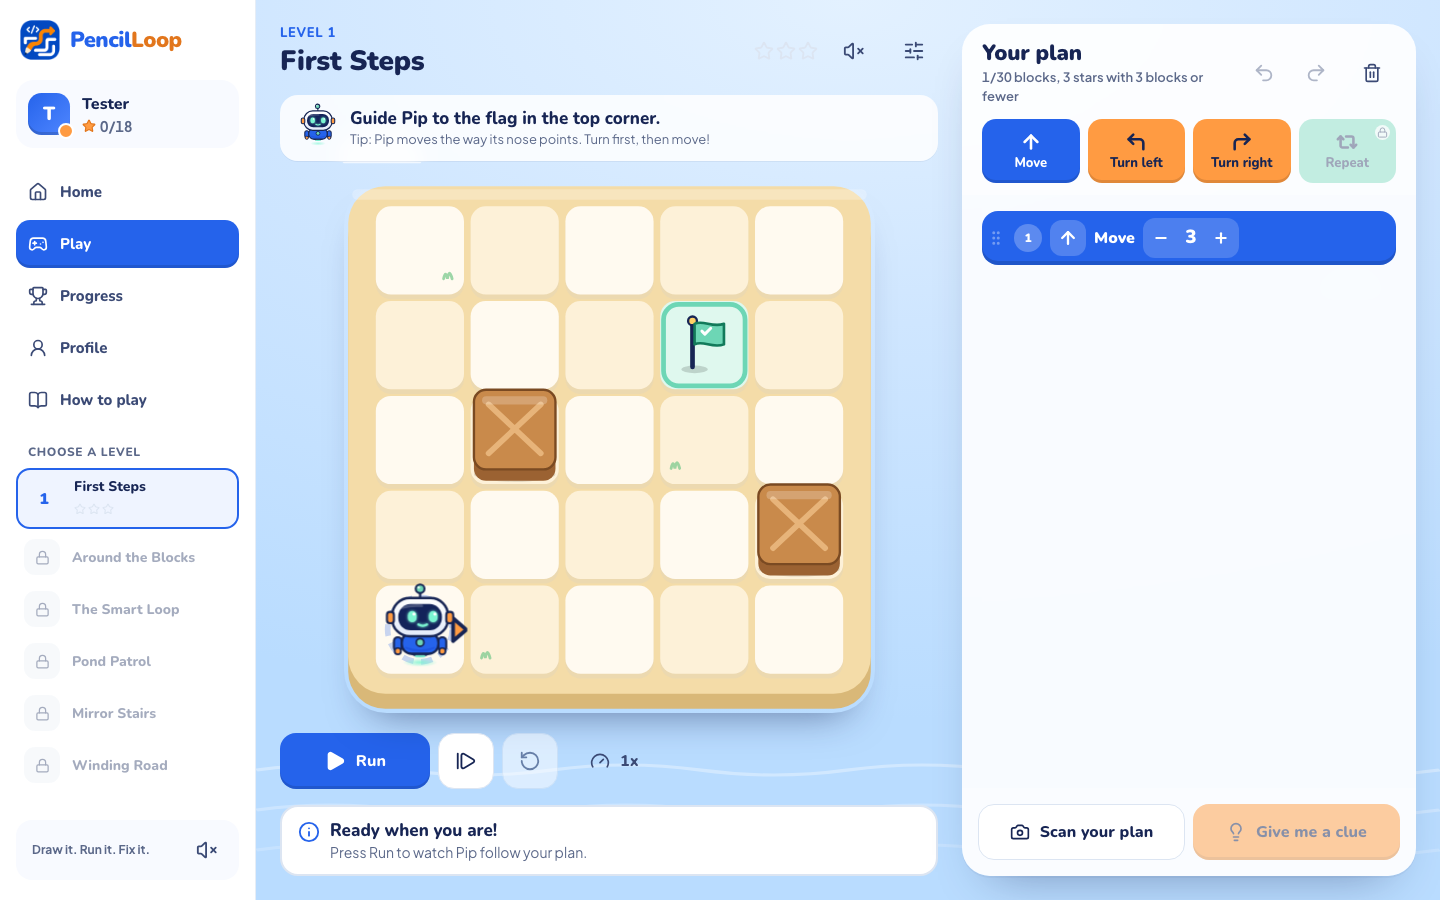 PencilLoop
T
Tester
0/18
Home
Play
Progress
Profile
How to play
CHOOSE A LEVEL
1
First Steps
Around the Blocks
The Smart Loop
Pond Patrol
Mirror Stairs
Winding Road
Draw it. Run it. Fix it.
LEVEL 1
First Steps
Guide Pip to the flag in the top corner.
Tip: Pip moves the way its nose points. Turn first, then move!
Run
1x
Ready when you are!
Press Run to watch Pip follow your plan.
Your plan
1/30 blocks, 3 stars with 3 blocks or
fewer
Move
Turn left
Turn right
Repeat
1 Move − 3 +
Scan your plan
Give me a clue